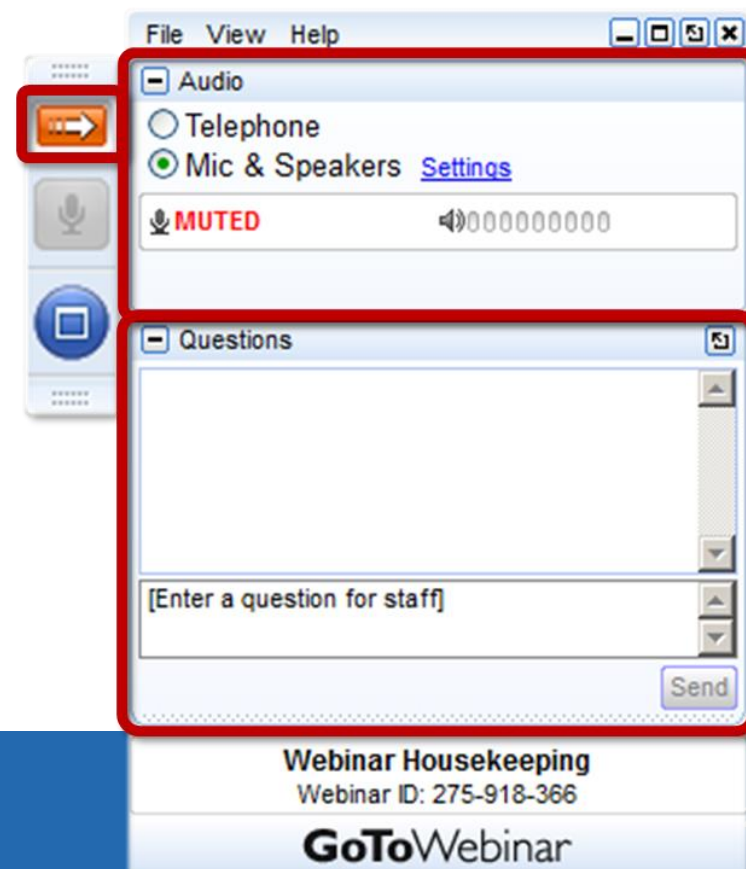 File View Help
Audio
Telephone
Mic & Speakers Settings
MUTED 000000000
Questions
[Enter a question for staff]
Send
Webinar Housekeeping
Webinar ID: 275-918-366
GoToWebinar